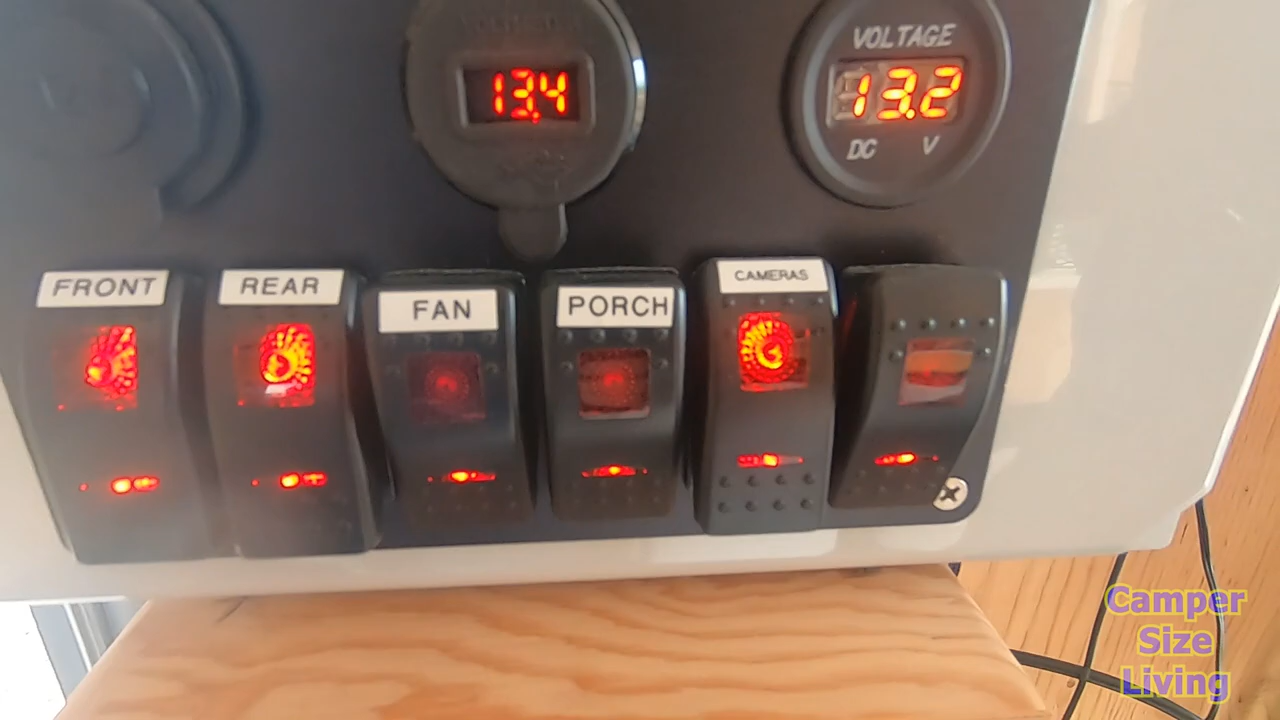 13.4
VOLTAGE
13.2
DC V
FRONT
REAR
FAN
PORCH
CAMERAS
Camper
Size
Living